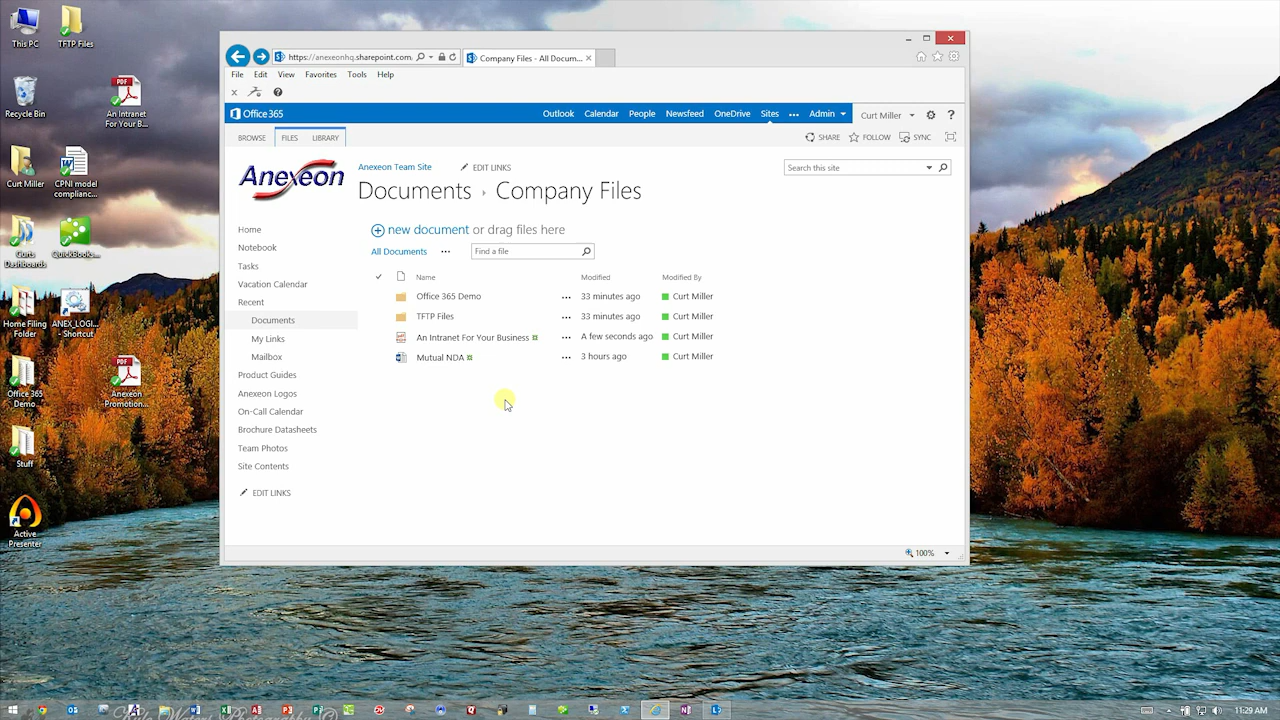 This PC
TFTP Files
Recycle Bin
An Intranet
For Your B...
Curt Miller
CPNI model
complianc...
Curts
Dashboards
QuickBooks...
Home Filing
Folder
ANEX_LOGI...
- Shortcut
Office 365
Demo
Anexeon
Promotion...
Stuff
Active
Presenter
https://anexeonhq.sharepoint.com,
Company Files - All Docum...
File Edit View Favorites Tools Help
Office 365
Outlook Calendar People Newsfeed OneDrive Sites ... Admin Curt Miller ?
BROWSE FILES LIBRARY
SHARE FOLLOW SYNC
Anexeon
Anexeon Team Site
EDIT LINKS
Search this site
Documents › Company Files
Home
Notebook
Tasks
Vacation Calendar
Recent
Documents
My Links
Mailbox
Product Guides
Anexeon Logos
On-Call Calendar
Brochure Datasheets
Team Photos
Site Contents
EDIT LINKS
new document or drag files here
All Documents ... Find a file
Name Modified Modified By
Office 365 Demo ... 33 minutes ago Curt Miller
TFTP Files ... 33 minutes ago Curt Miller
An Intranet For Your Business ... A few seconds ago Curt Miller
Mutual NDA ... 3 hours ago Curt Miller
100%
11:29 AM